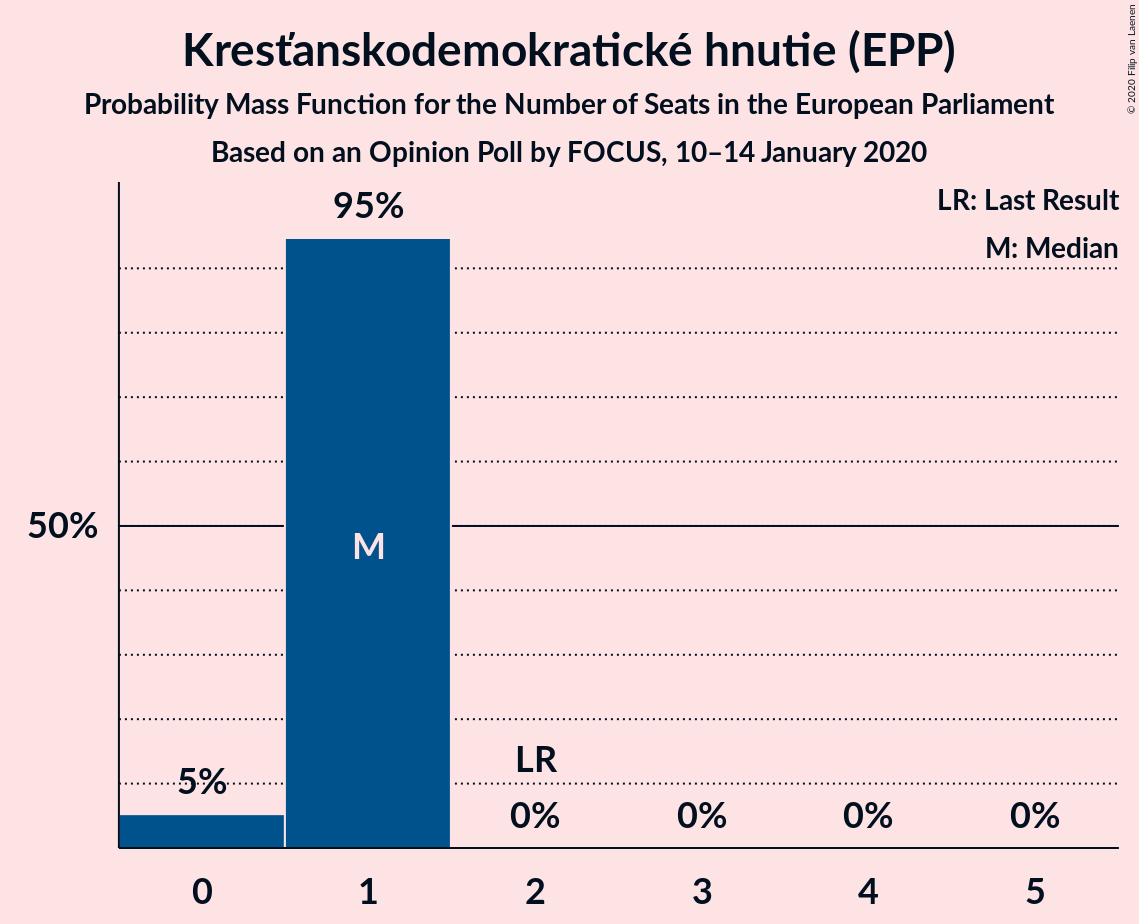 Kresťanskodemokratické hnutie (EPP)
Probability Mass Function for the Number of Seats in the European Parliament
Based on an Opinion Poll by FOCUS, 10–14 January 2020
© 2020 Filip van Laenen
LR: Last Result
M: Median
95%
50%
M
LR
5%
0%
0%
0%
0%
0
1
2
3
4
5